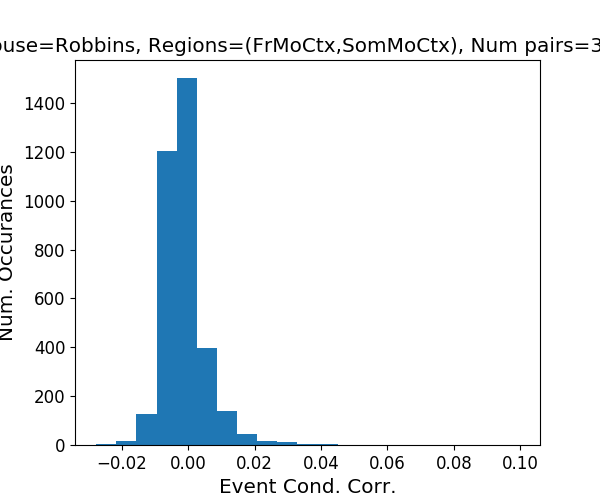 ouse=Robbins, Regions=(FrMoCtx,SomMoCtx), Num pairs=3
1400
1200
1000
800
600
400
200
0
Num. Occurances
−0.02 0.00 0.02 0.04 0.06 0.08 0.10
Event Cond. Corr.